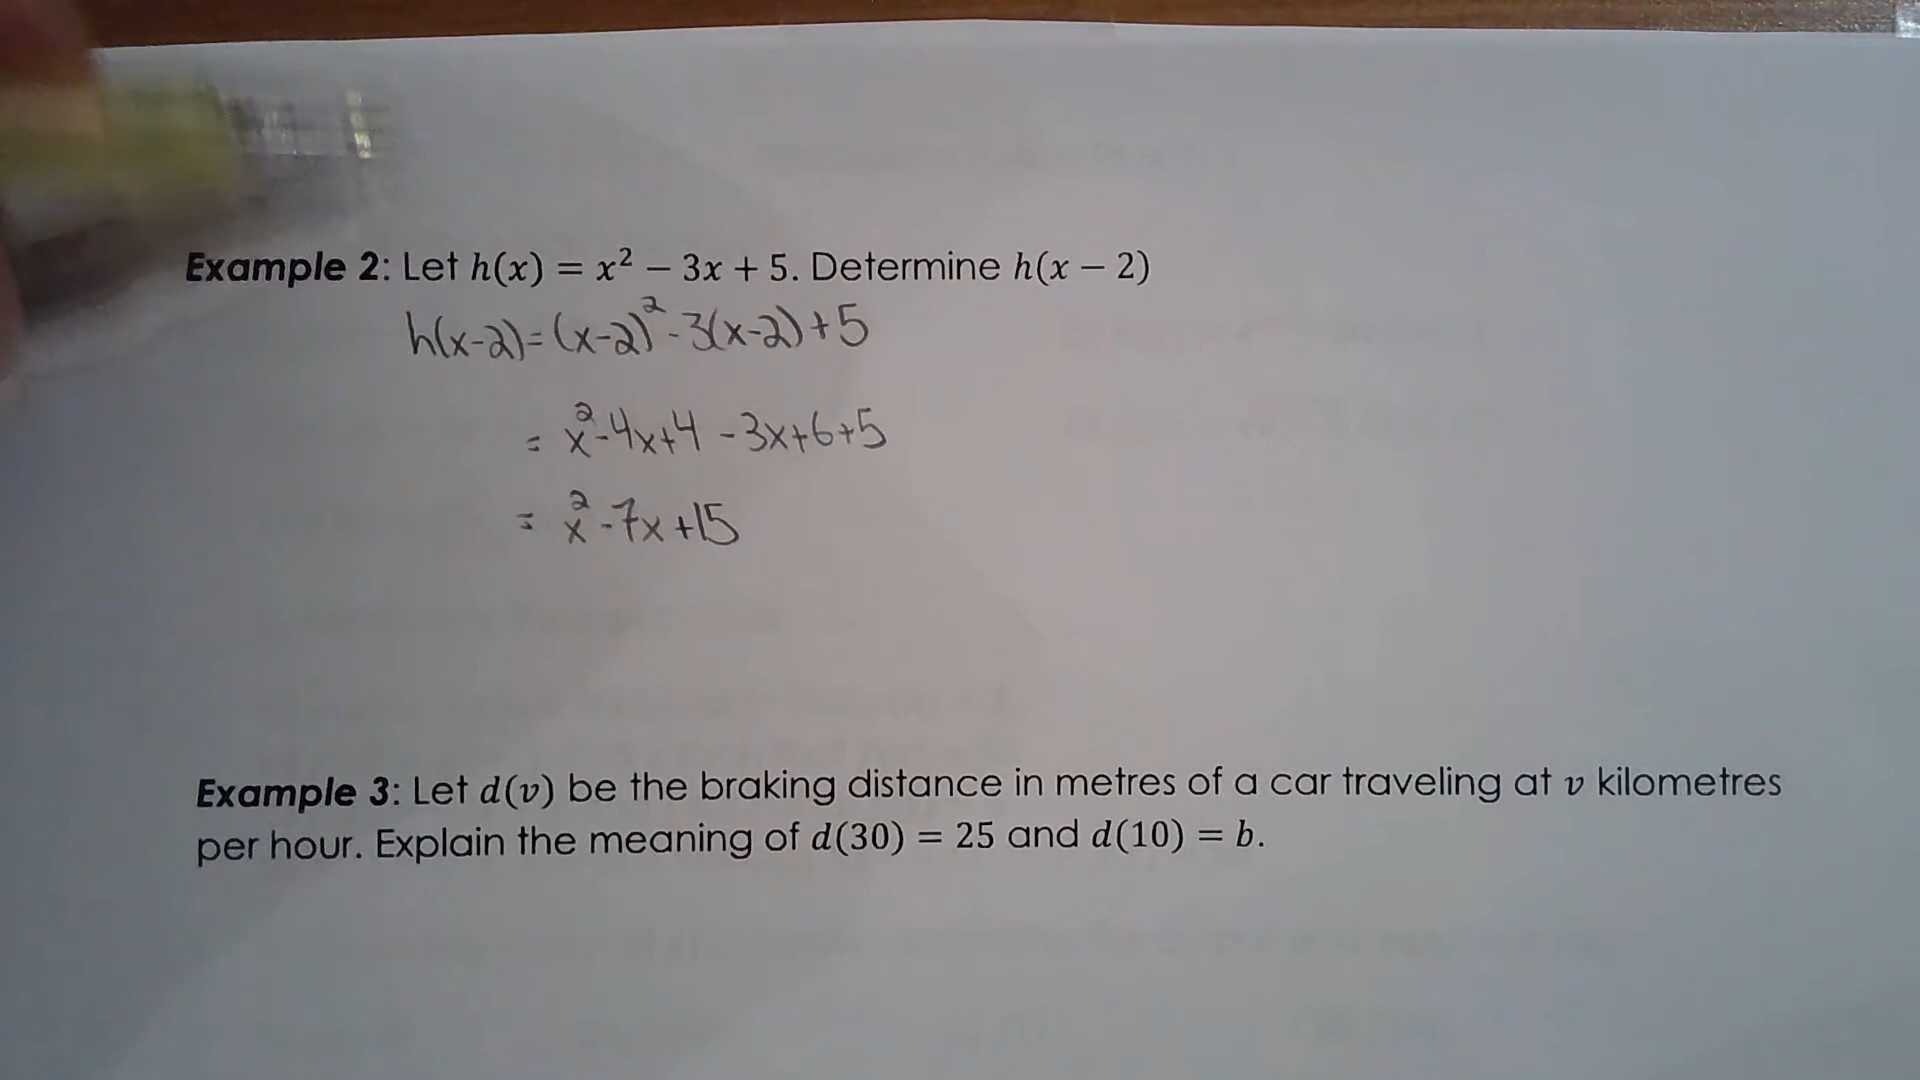 Example 2: Let h(x) = x² − 3x + 5. Determine h(x − 2)
h(x-2)=(x-2)²-3(x-2)+5
= x²-4x+4-3x+6+5
= x²-7x+15
Example 3: Let d(v) be the braking distance in metres of a car traveling at v kilometres
per hour. Explain the meaning of d(30) = 25 and d(10) = b.